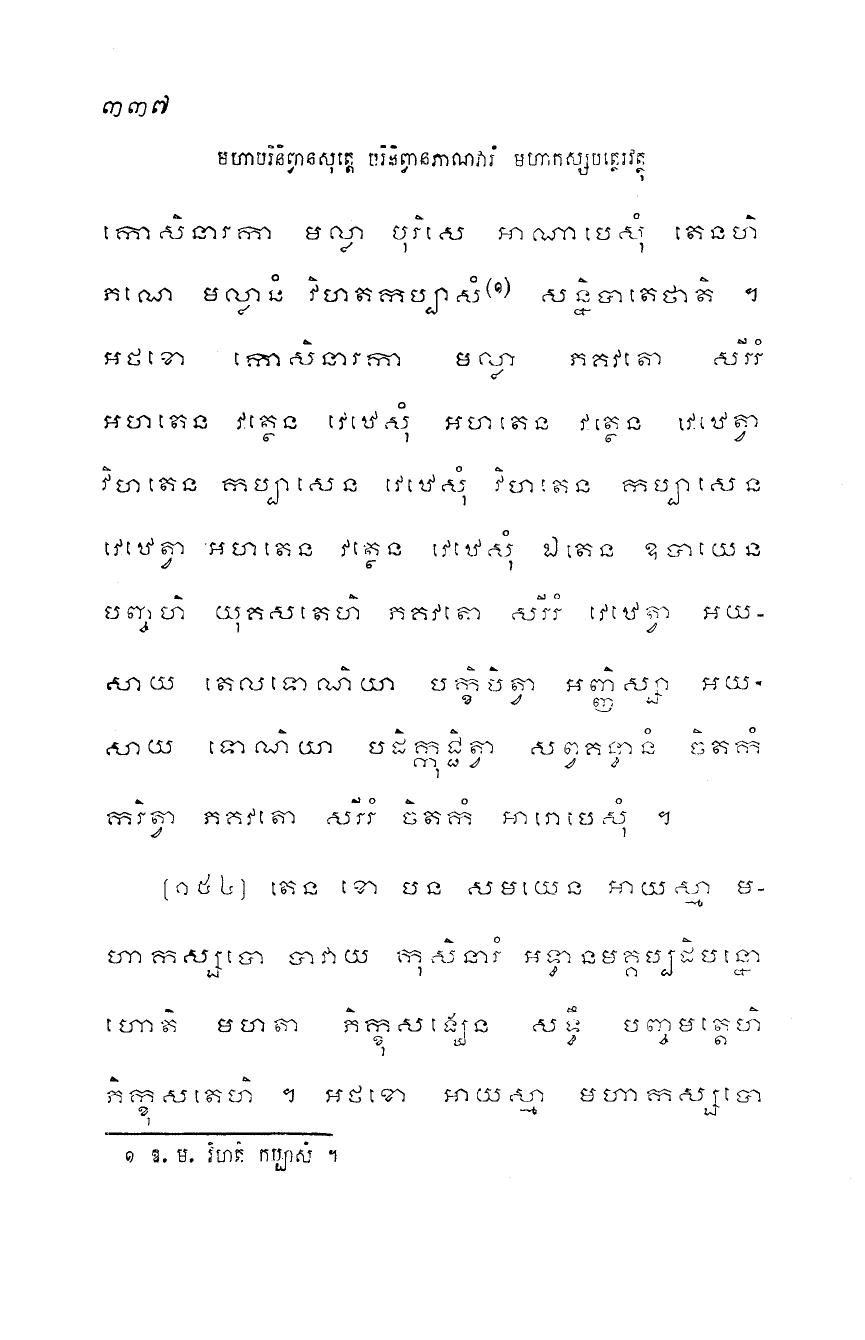 ៣៣៧
មហាបរិនិព្វានសុត្តេ បរិនិព្វានភាណវារំ មហាកស្សបត្ថេរវត្ថុ
កោសិនារកា មល្លា បុរិសេ អាណាបេសុំ តេនហិ
ភណេ មល្លានំ វិហតកប្បាសំ(១) សន្និបាតេថាតិ ។
អថខោ កោសិនារកា មល្លា ភគវតោ សរីរំ
អហតេន វត្ថេន វេឋេសុំ អហតេន វត្ថេន វេឋេត្វា
វិហតេន កប្បាសេន វេឋេសុំ វិហតេន កប្បាសេន
វេឋេត្វា អហតេន វត្ថេន វេឋេសុំ ឯតេន ឧបាយេន
បញ្ចហិ យុគសតេហិ ភគវតោ សរីរំ វេឋេត្វា អយ-
សាយ តេលទោណិយា បក្ខិបិត្វា អញ្ញិស្សា អយ-
សាយ ទោណិយា បដិក្កុជ្ជិត្វា សព្វគន្ធានំ ចិតកំ
ករិត្វា ភគវតោ សរីរំ ចិតកំ អារោបេសុំ ។
[១៥៤] តេន ខោ បន សមយេន អាយស្មា ម-
ហាកស្សបោ បាវាយ កុសិនារំ អទ្ធានមគ្គប្បដិបន្នោ
ហោតិ មហតា ភិក្ខុសង្ឃេន សទ្ធឹ បញ្ចមត្តេហិ
ភិក្ខុសតេហិ ។ អថខោ អាយស្មា មហាកស្សបោ
១ ឱ. ម. វិហតំ កប្បាសំ ។